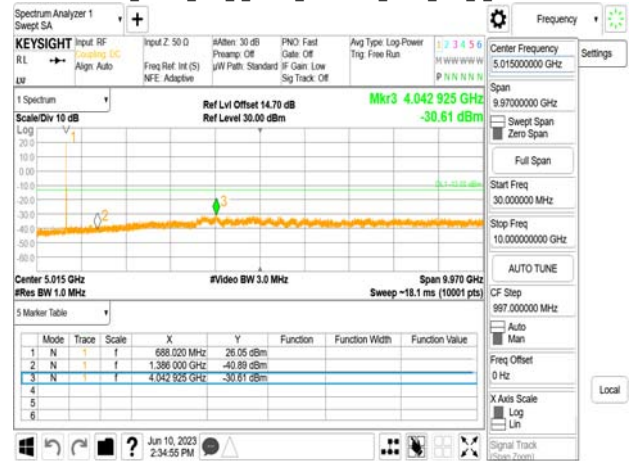 Spectrum Analyzer 1
Swept SA
+
Frequency
KEYSIGHT Input: RF Input Z: 50 Ω #Atten: 30 dB PNO: Fast Avg Type: Log-Power 1 2 3 4 5 6
RL Coupling: DC Preamp: Off Gate: Off Trig: Free Run M W W W W W
Align: Auto Freq Ref: Int (S) µW Path: Standard IF Gain: Low
NFE: Adaptive Sig Track: Off P N N N N N
1 Spectrum
Scale/Div 10 dB
Ref Lvl Offset 14.70 dB
Ref Level 30.00 dBm
Mkr3 4.042 925 GHz
-30.61 dBm
Log
20.0
10.0
0.00
-10.0
-20.0
-30.0
-40.0
-50.0
-60.0
1
2
3
Center 5.015 GHz #Video BW 3.0 MHz Span 9.970 GHz
#Res BW 1.0 MHz Sweep ~18.1 ms (10001 pts)
5 Marker Table
Mode Trace Scale X Y Function Function Width Function Value
1 N 1 f 688.020 MHz 26.05 dBm
2 N 1 f 1.386 000 GHz -40.89 dBm
3 N 1 f 4.042 925 GHz -30.61 dBm
4
5
6
?
Jun 10, 2023
2:34:55 PM
Center Frequency
5.015000000 GHz
Settings
Span
9.97000000 GHz
Swept Span
Zero Span
Full Span
Start Freq
30.000000 MHz
Stop Freq
10.000000000 GHz
AUTO TUNE
CF Step
997.000000 MHz
Auto
Man
Freq Offset
0 Hz
X Axis Scale
Log
Lin
Local
Signal Track
(Span Zoom)